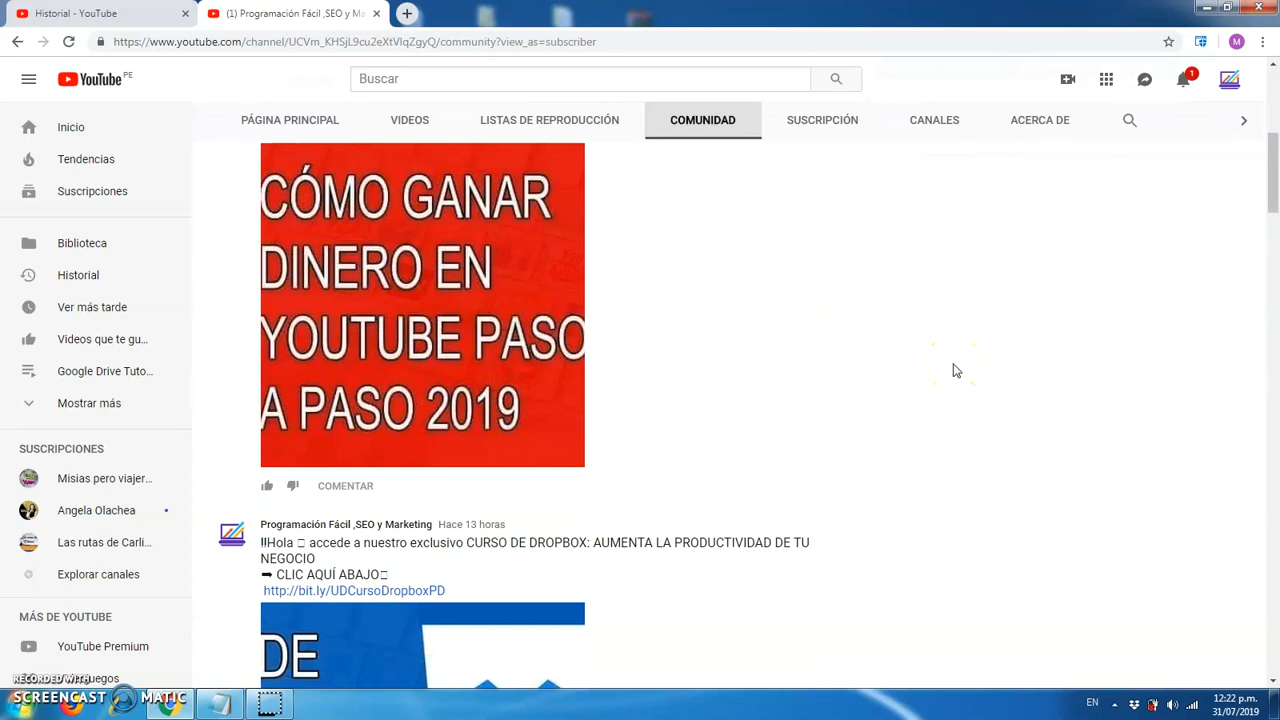 Historial - YouTube
(1) Programación Fácil ,SEO y Ma
https://www.youtube.com/channel/UCVm_KHSjL9cu2eXtVlqZgyQ/community?view_as=subscriber
M
YouTube PE
Buscar
1
PÁGINA PRINCIPAL
VIDEOS
LISTAS DE REPRODUCCIÓN
COMUNIDAD
SUSCRIPCIÓN
CANALES
ACERCA DE
Inicio
Tendencias
Suscripciones
Biblioteca
Historial
Ver más tarde
Videos que te gu...
Google Drive Tuto...
Mostrar más
SUSCRIPCIONES
Misias pero viajer...
Angela Olachea
Las rutas de Carli...
Explorar canales
MÁS DE YOUTUBE
YouTube Premium
CÓMO GANAR
DINERO EN
YOUTUBE PASO
A PASO 2019
COMENTAR
Programación Fácil ,SEO y Marketing Hace 13 horas
‼Hola accede a nuestro exclusivo CURSO DE DROPBOX: AUMENTA LA PRODUCTIVIDAD DE TU
NEGOCIO
➡ CLIC AQUÍ ABAJO
http://bit.ly/UDCursoDropboxPD
DE
RECORDED WITH
SCREENCAST MATIC
EN
12:22 p.m.
31/07/2019